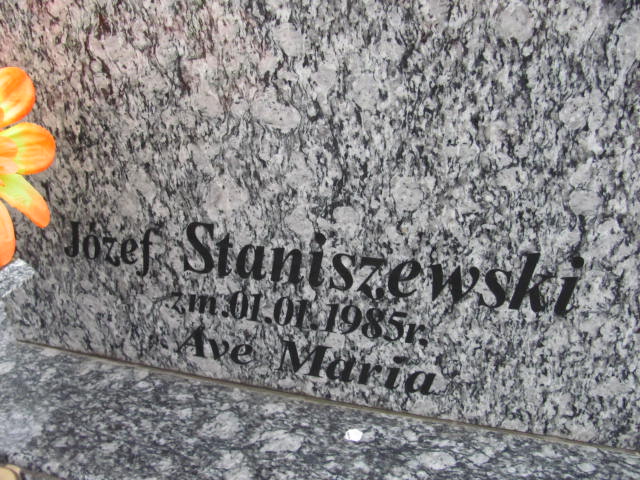 Józef Staniszewski
zm.01.01.1985r.
Ave Maria